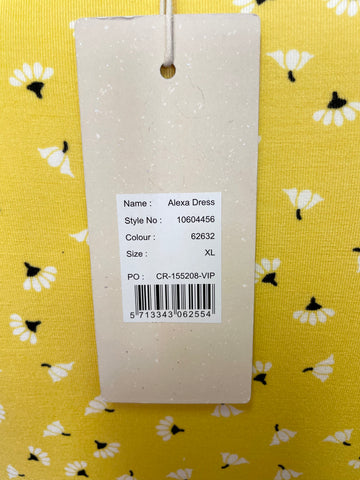 Name : Alexa Dress
Style No : 10604456
Colour : 62632
Size : XL
PO : CR-155208-VIP
5 713343 062554